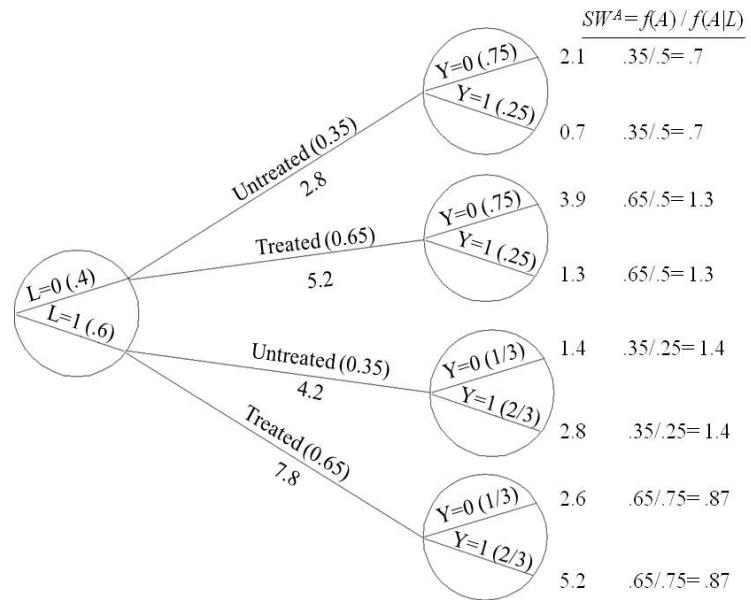 SW^A = f(A) / f(A|L)
Y=0 (.75)
2.1 .35/.5= .7
Y=1 (.25)
0.7 .35/.5= .7
Untreated (0.35)
2.8
Y=0 (.75)
3.9 .65/.5= 1.3
Treated (0.65)
Y=1 (.25)
5.2
1.3 .65/.5= 1.3
L=0 (.4)
L=1 (.6)
Untreated (0.35)
Y=0 (1/3)
1.4 .35/.25= 1.4
4.2
Y=1 (2/3)
2.8 .35/.25= 1.4
Treated (0.65)
7.8
Y=0 (1/3)
2.6 .65/.75= .87
Y=1 (2/3)
5.2 .65/.75= .87